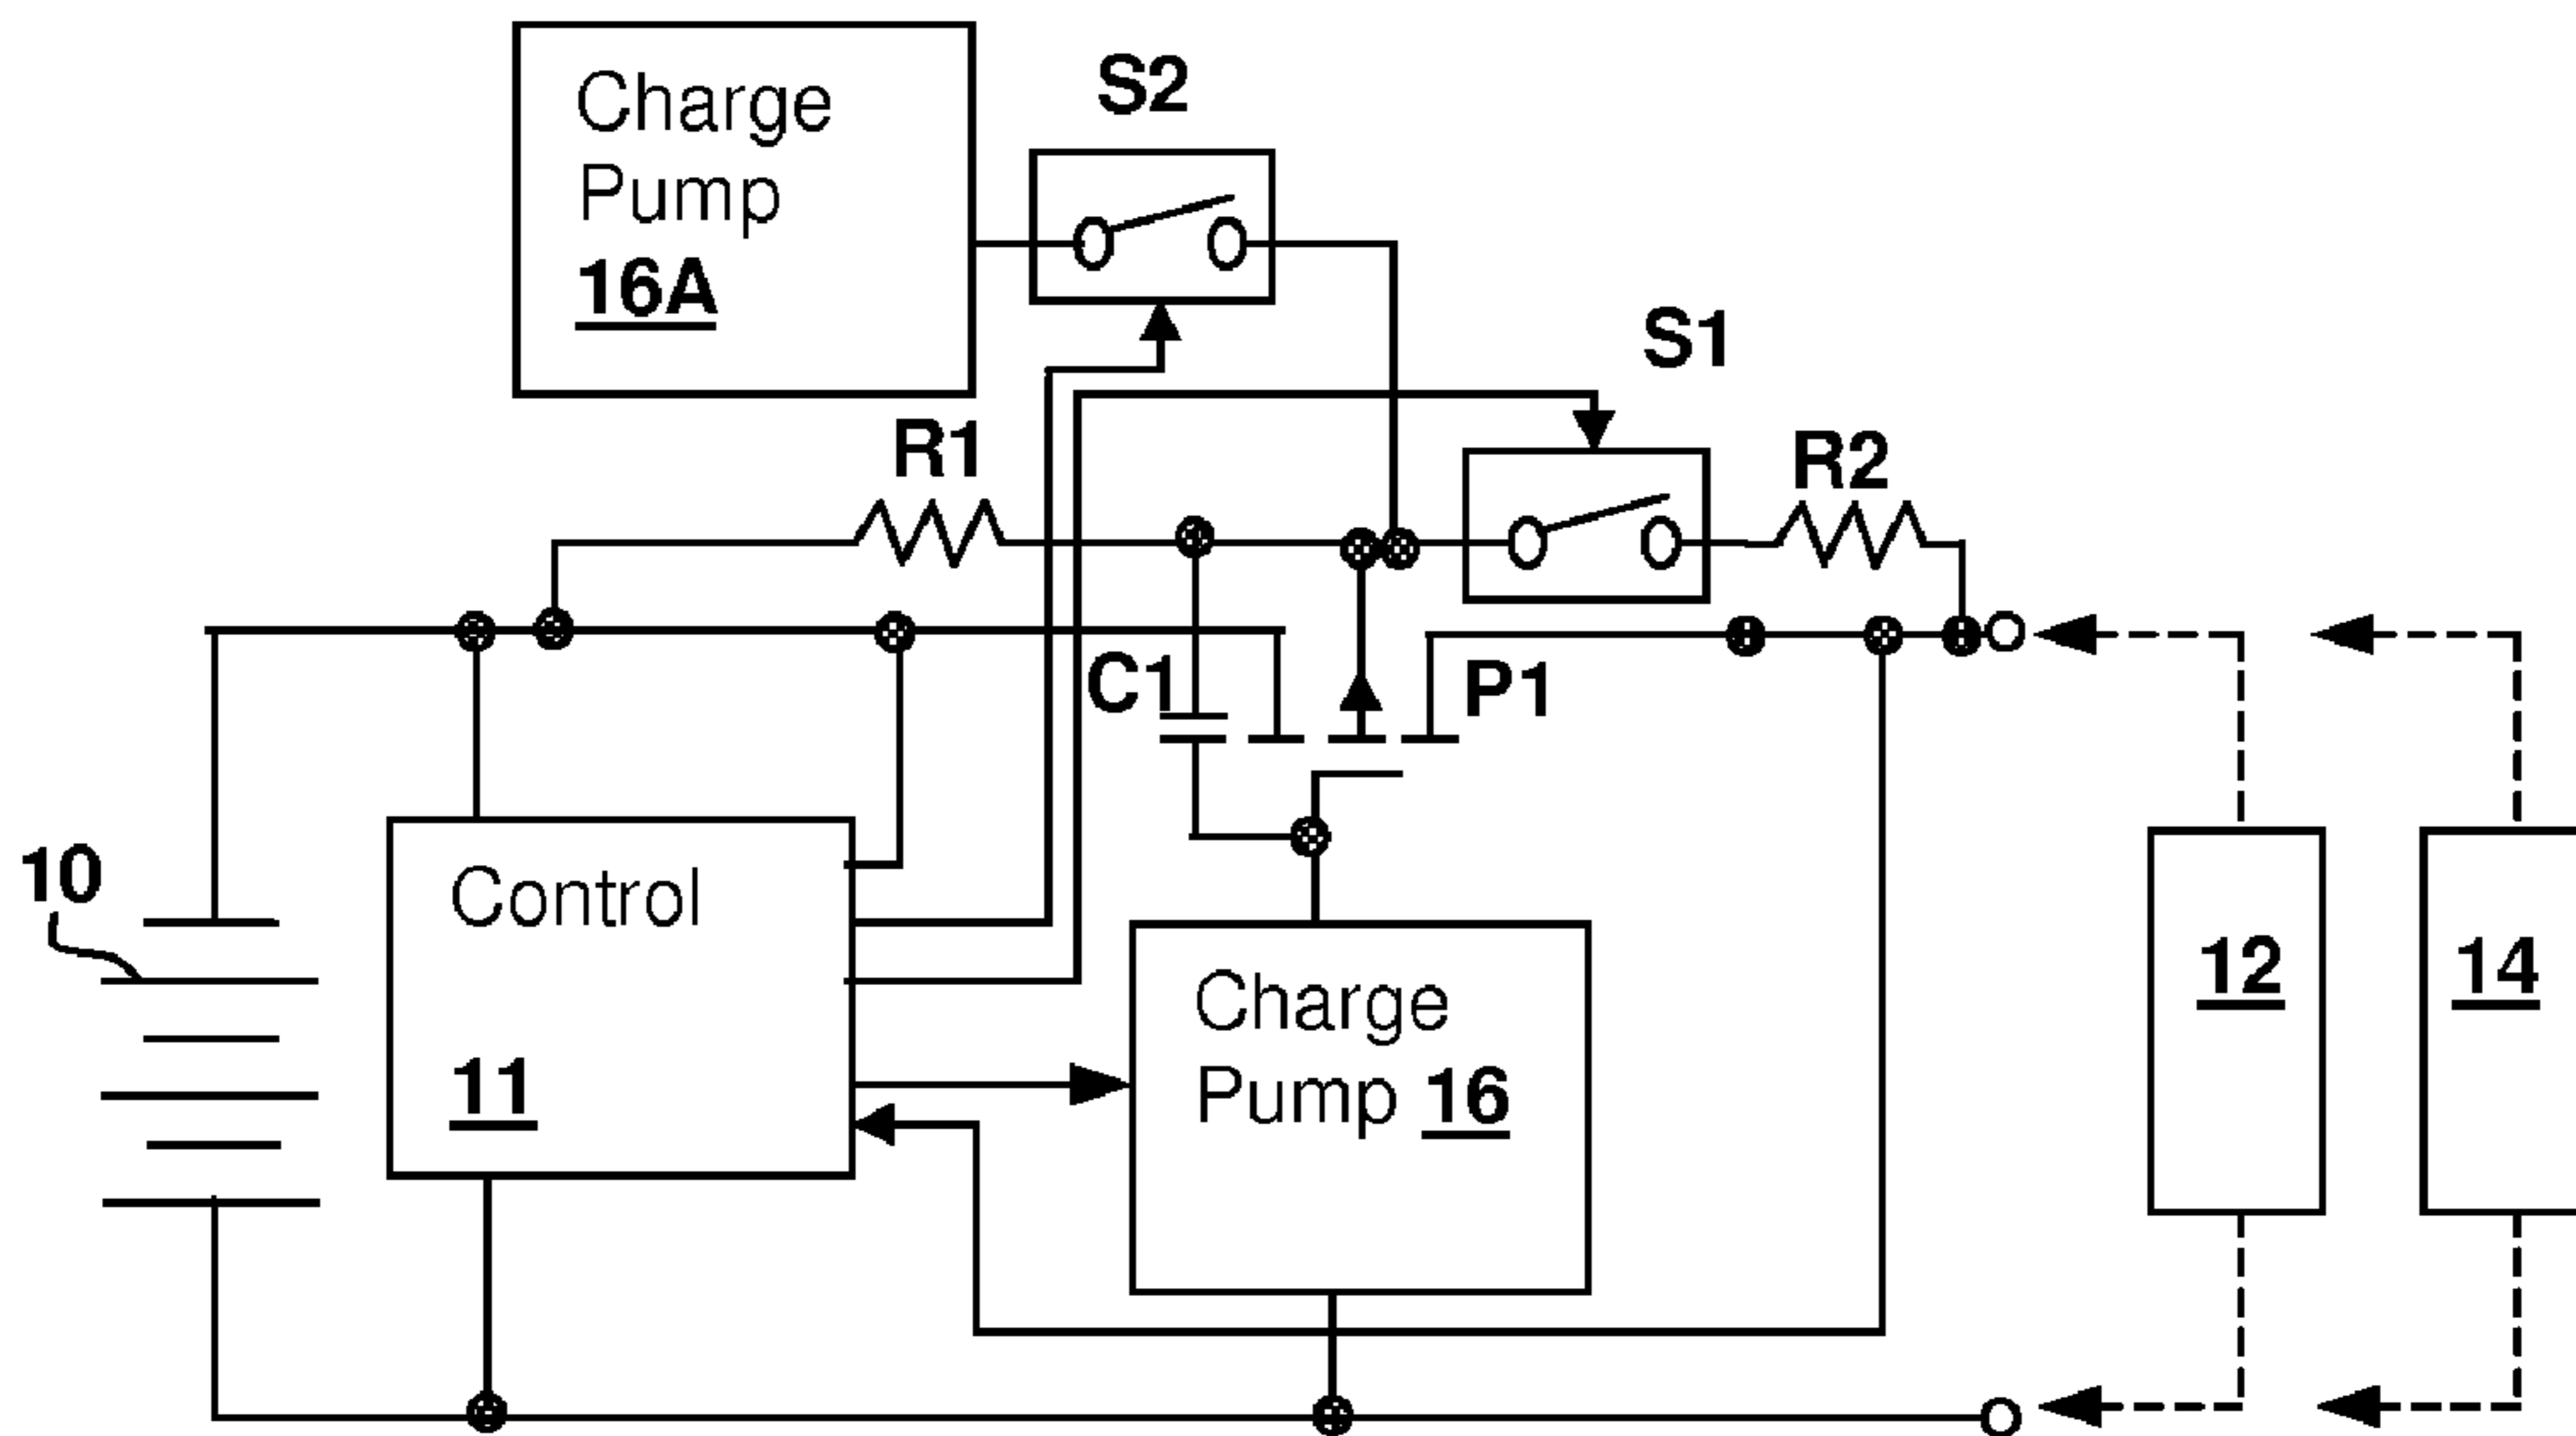 Charge
Pump
16A
S2
S1
R1
R2
C1
P1
10
Control
11
Charge
Pump 16
12
14